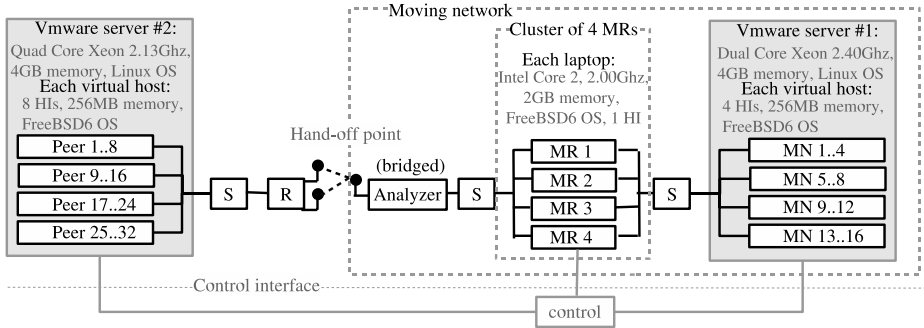 Moving network
Vmware server #2:
Quad Core Xeon 2.13Ghz,
4GB memory, Linux OS
Each virtual host:
8 HIs, 256MB memory,
FreeBSD6 OS
Peer 1..8
Peer 9..16
Peer 17..24
Peer 25..32
S
R
Hand-off point
(bridged)
Analyzer
S
Cluster of 4 MRs
Each laptop:
Intel Core 2, 2.00Ghz,
2GB memory,
FreeBSD6 OS, 1 HI
MR 1
MR 2
MR 3
MR 4
S
Vmware server #1:
Dual Core Xeon 2.40Ghz,
4GB memory, Linux OS
Each virtual host:
4 HIs, 256MB memory,
FreeBSD6 OS
MN 1..4
MN 5..8
MN 9..12
MN 13..16
Control interface
control